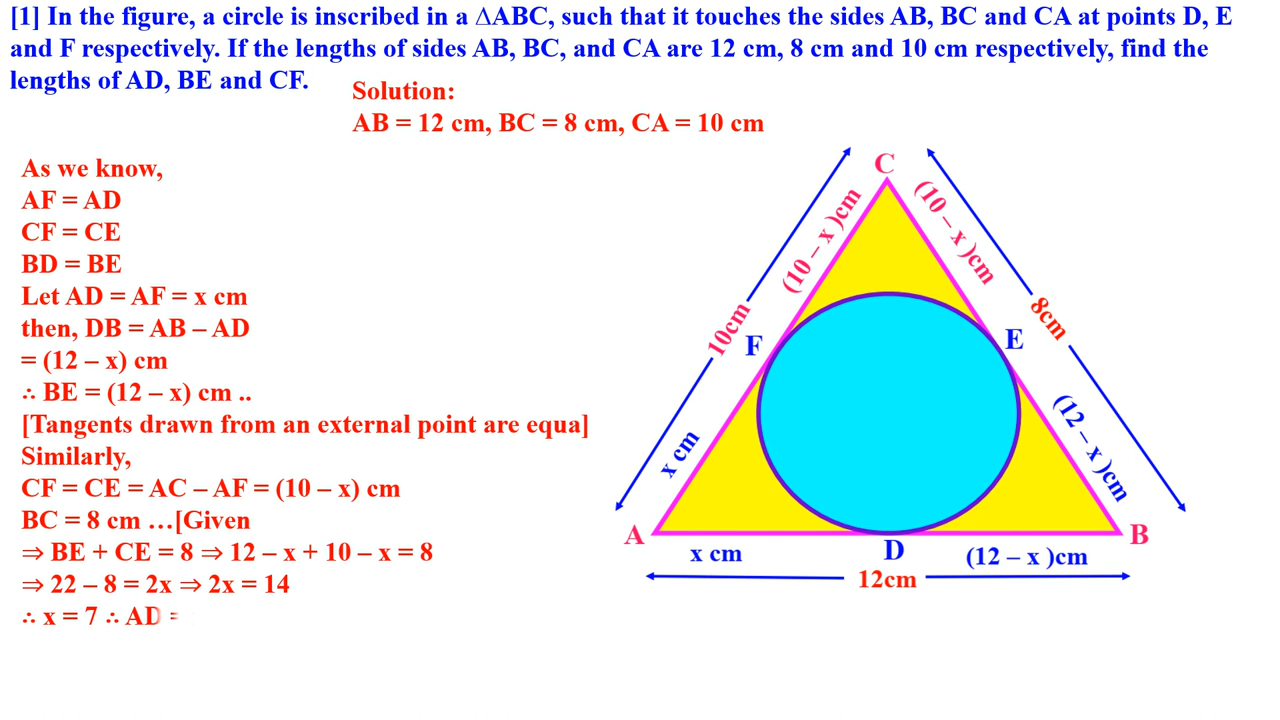 [1] In the figure, a circle is inscribed in a ∆ABC, such that it touches the sides AB, BC and CA at points D, E
and F respectively. If the lengths of sides AB, BC, and CA are 12 cm, 8 cm and 10 cm respectively, find the
lengths of AD, BE and CF.
Solution:
AB = 12 cm, BC = 8 cm, CA = 10 cm
As we know,
AF = AD
CF = CE
BD = BE
Let AD = AF = x cm
then, DB = AB – AD
= (12 – x) cm
∴ BE = (12 – x) cm ..
[Tangents drawn from an external point are equa]
Similarly,
CF = CE = AC – AF = (10 – x) cm
BC = 8 cm …[Given
⇒ BE + CE = 8 ⇒ 12 – x + 10 – x = 8
⇒ 22 – 8 = 2x ⇒ 2x = 14
∴ x = 7 ∴ AD =
C
(10 – x )cm
(10 – x )cm
10cm
8cm
F
E
x cm
(12 – x )cm
A
B
x cm
D
(12 – x )cm
12cm